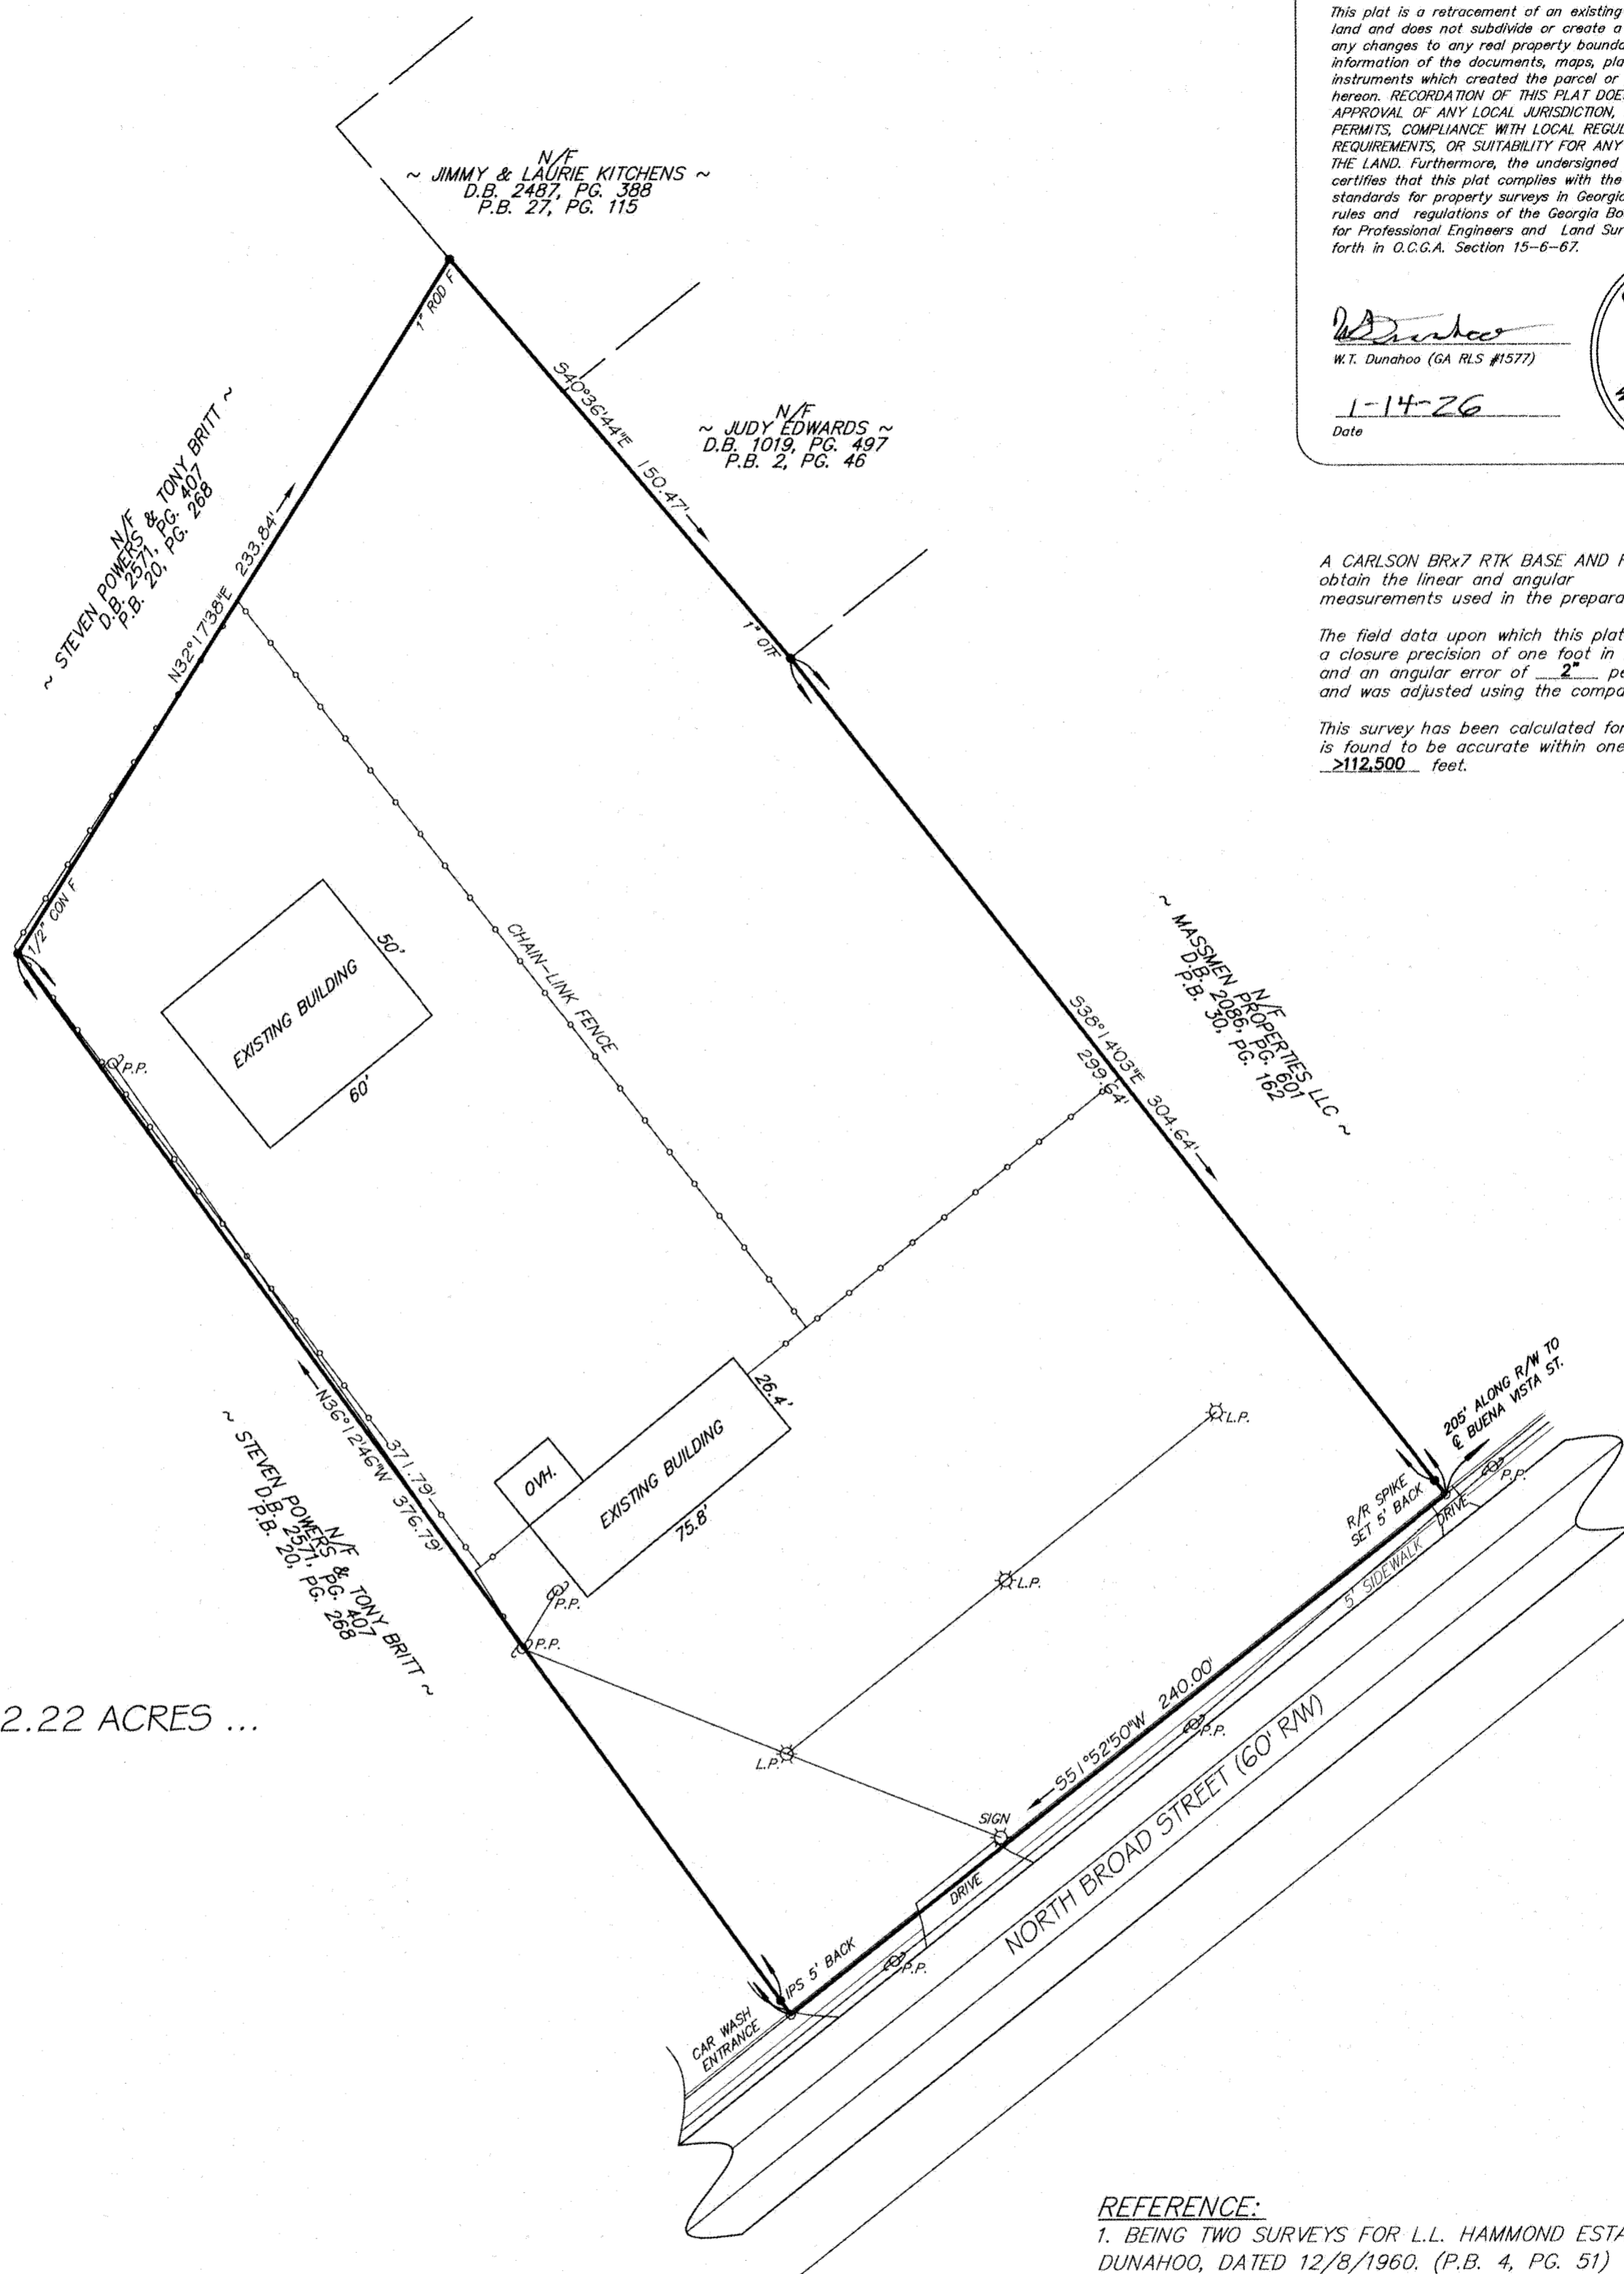 This plat is a retracement of an existing
land and does not subdivide or create a
any changes to any real property bounda
information of the documents, maps, pla
instruments which created the parcel or
hereon. RECORDATION OF THIS PLAT DOE
APPROVAL OF ANY LOCAL JURISDICTION,
PERMITS, COMPLIANCE WITH LOCAL REGUL
REQUIREMENTS, OR SUITABILITY FOR ANY
THE LAND. Furthermore, the undersigned
certifies that this plat complies with the
standards for property surveys in Georgia
rules and regulations of the Georgia Bo
for Professional Engineers and Land Sur
forth in O.C.G.A. Section 15-6-67.
W.T. Dunahoo (GA RLS #1577)
1-14-26
Date
N/F
~ JIMMY & LAURIE KITCHENS ~
D.B. 2487, PG. 388
P.B. 27, PG. 115
1" ROD F
S40°36'44"E 150.47'
N/F
~ JUDY EDWARDS ~
D.B. 1019, PG. 497
P.B. 2, PG. 46
N/F
~ STEVEN POWERS & TONY BRITT ~
D.B. 2571, PG. 407
P.B. 20, PG. 268
N32°17'38"E 233.84'
1" OTF
A CARLSON BRx7 RTK BASE AND R
obtain the linear and angular
measurements used in the prepara
The field data upon which this plat
a closure precision of one foot in
and an angular error of 2" pe
and was adjusted using the compa
This survey has been calculated for
is found to be accurate within one
>112,500 feet.
1/2" CON F
EXISTING BUILDING
50'
60'
CHAIN-LINK FENCE
P.P.
N/F
~ MASSMEN PROPERTIES LLC ~
D.B. 2086, PG. 601
P.B. 30, PG. 162
S38°14'03"E 304.64'
299.64'
26.4'
EXISTING BUILDING
75.8'
OVH.
371.79'
N36°12'46"W 376.79'
N/F
~ STEVEN POWERS & TONY BRITT ~
D.B. 2571, PG. 407
P.B. 20, PG. 268
P.P.
P.P.
L.P.
L.P.
L.P.
205' ALONG R/W TO
℄ BUENA VISTA ST.
P.P.
R/R SPIKE
SET 5' BACK
DRIVE
5' SIDEWALK
2.22 ACRES ...
S51°52'50"W 240.00'
P.P.
SIGN
NORTH BROAD STREET (60' R/W)
DRIVE
IPS 5' BACK
P.P.
CAR WASH
ENTRANCE
REFERENCE:
1. BEING TWO SURVEYS FOR L.L. HAMMOND ESTA
DUNAHOO, DATED 12/8/1960. (P.B. 4, PG. 51)